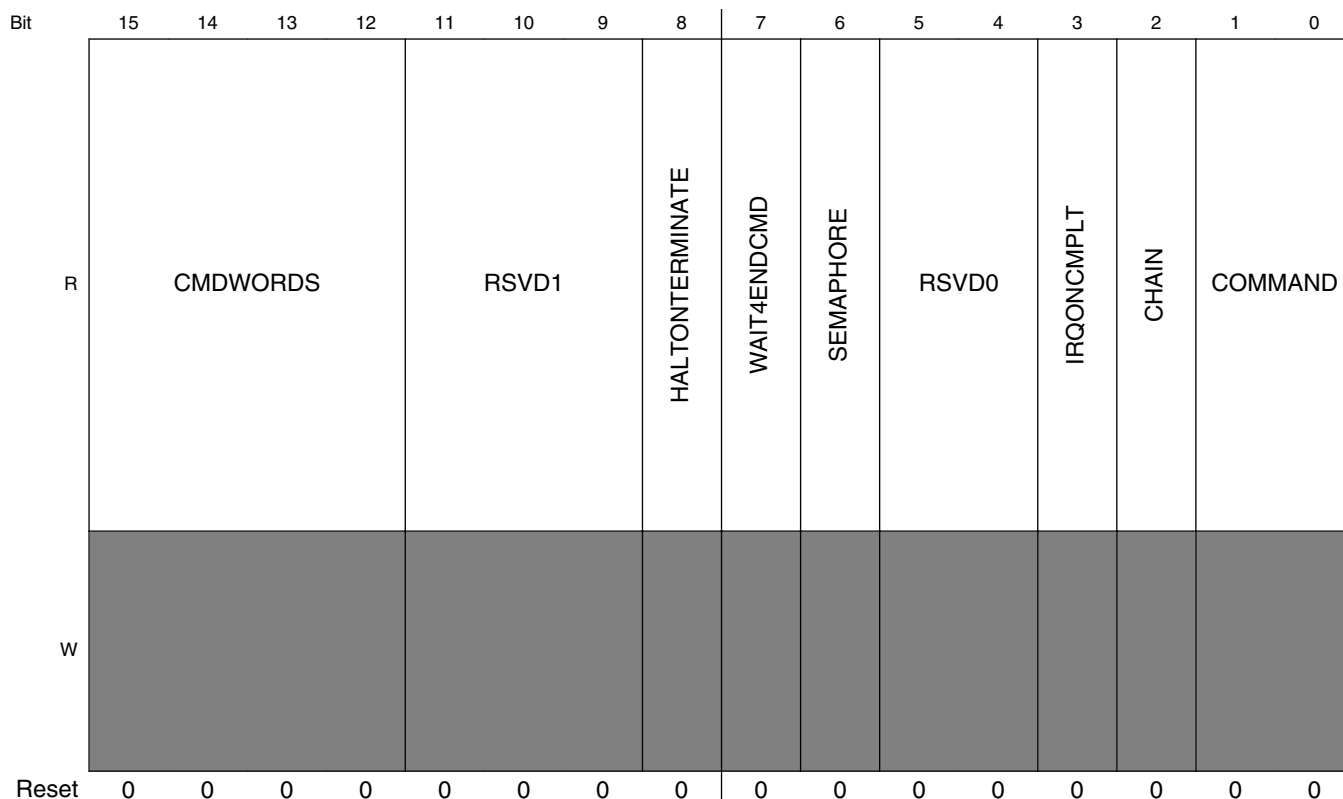 Bit 15 14 13 12 11 10 9 8 7 6 5 4 3 2 1 0
R CMDWORDS RSVD1 HALTONTERMINATE WAIT4ENDCMD SEMAPHORE RSVD0 IRQONCMPLT CHAIN COMMAND
W
Reset 0 0 0 0 0 0 0 0 0 0 0 0 0 0 0 0